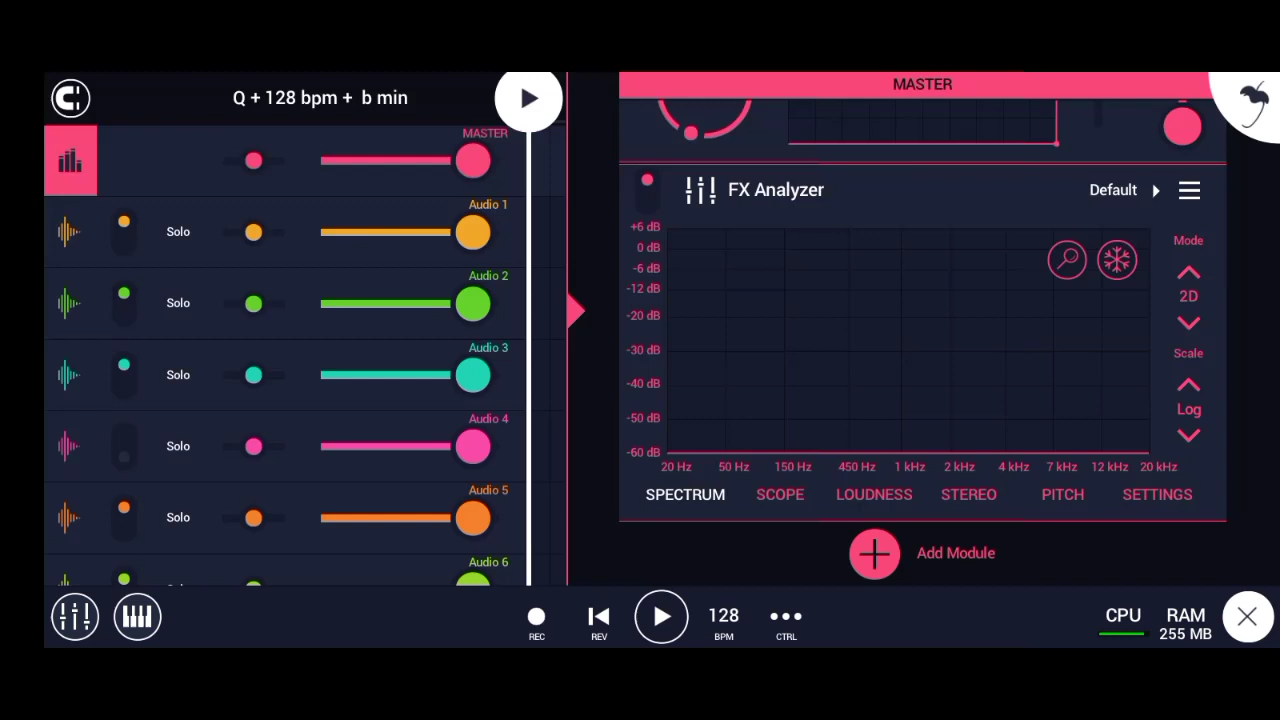 Q + 128 bpm + b min
MASTER
Audio 1
Solo
Audio 2
Solo
Audio 3
Solo
Audio 4
Solo
Audio 5
Solo
Audio 6
MASTER
FX Analyzer
Default
+6 dB
0 dB
-6 dB
-12 dB
-20 dB
-30 dB
-40 dB
-50 dB
-60 dB
20 Hz 50 Hz 150 Hz 450 Hz 1 kHz 2 kHz 4 kHz 7 kHz 12 kHz 20 kHz
Mode
2D
Scale
Log
SPECTRUM SCOPE LOUDNESS STEREO PITCH SETTINGS
Add Module
REC
REV
128
BPM
CTRL
CPU
RAM
255 MB